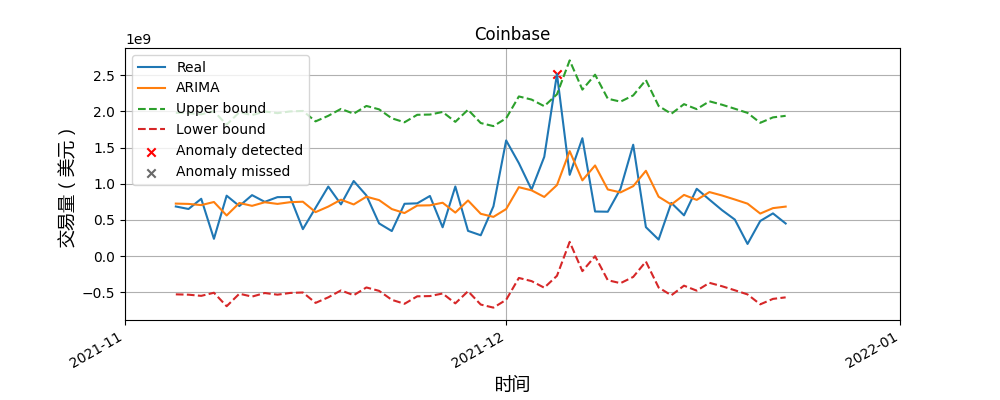 Coinbase
1e9
2.5
2.0
1.5
1.0
0.5
0.0
−0.5
Real
ARIMA
Upper bound
Lower bound
Anomaly detected
Anomaly missed
交易量（美元）
2021-11
2021-12
2022-01
时间